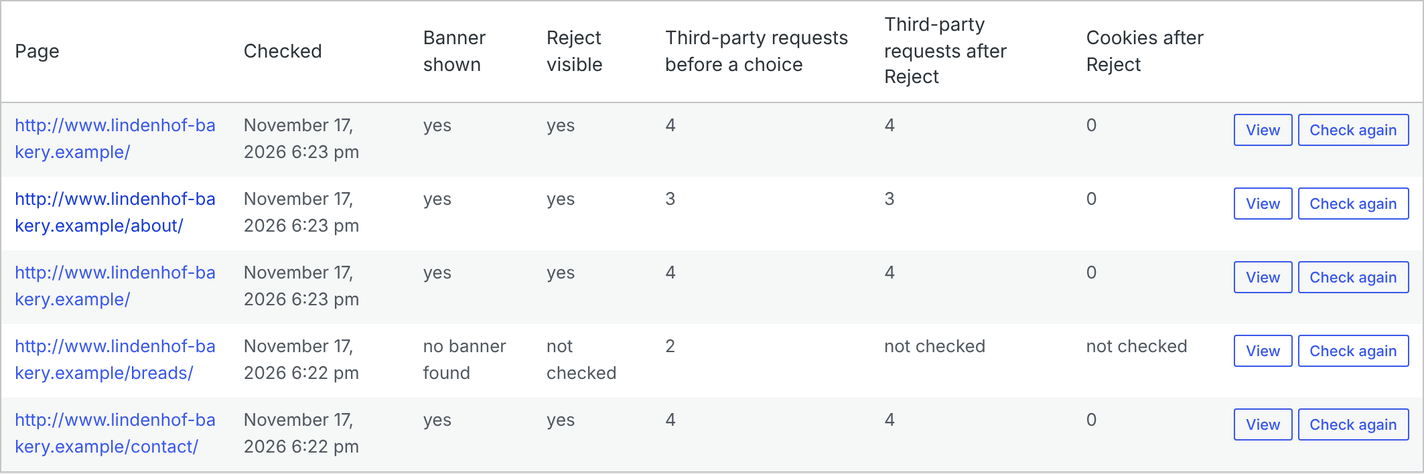 Page
Checked
Banner
shown
Reject
visible
Third-party requests
before a choice
Third-party
requests after
Reject
Cookies after
Reject
http://www.lindenhof-ba
kery.example/
November 17,
2026 6:23 pm
yes
yes
4
4
0
View
Check again
http://www.lindenhof-ba
kery.example/about/
November 17,
2026 6:23 pm
yes
yes
3
3
0
View
Check again
http://www.lindenhof-ba
kery.example/
November 17,
2026 6:23 pm
yes
yes
4
4
0
View
Check again
http://www.lindenhof-ba
kery.example/breads/
November 17,
2026 6:22 pm
no banner
found
not
checked
2
not checked
not checked
View
Check again
http://www.lindenhof-ba
kery.example/contact/
November 17,
2026 6:22 pm
yes
yes
4
4
0
View
Check again